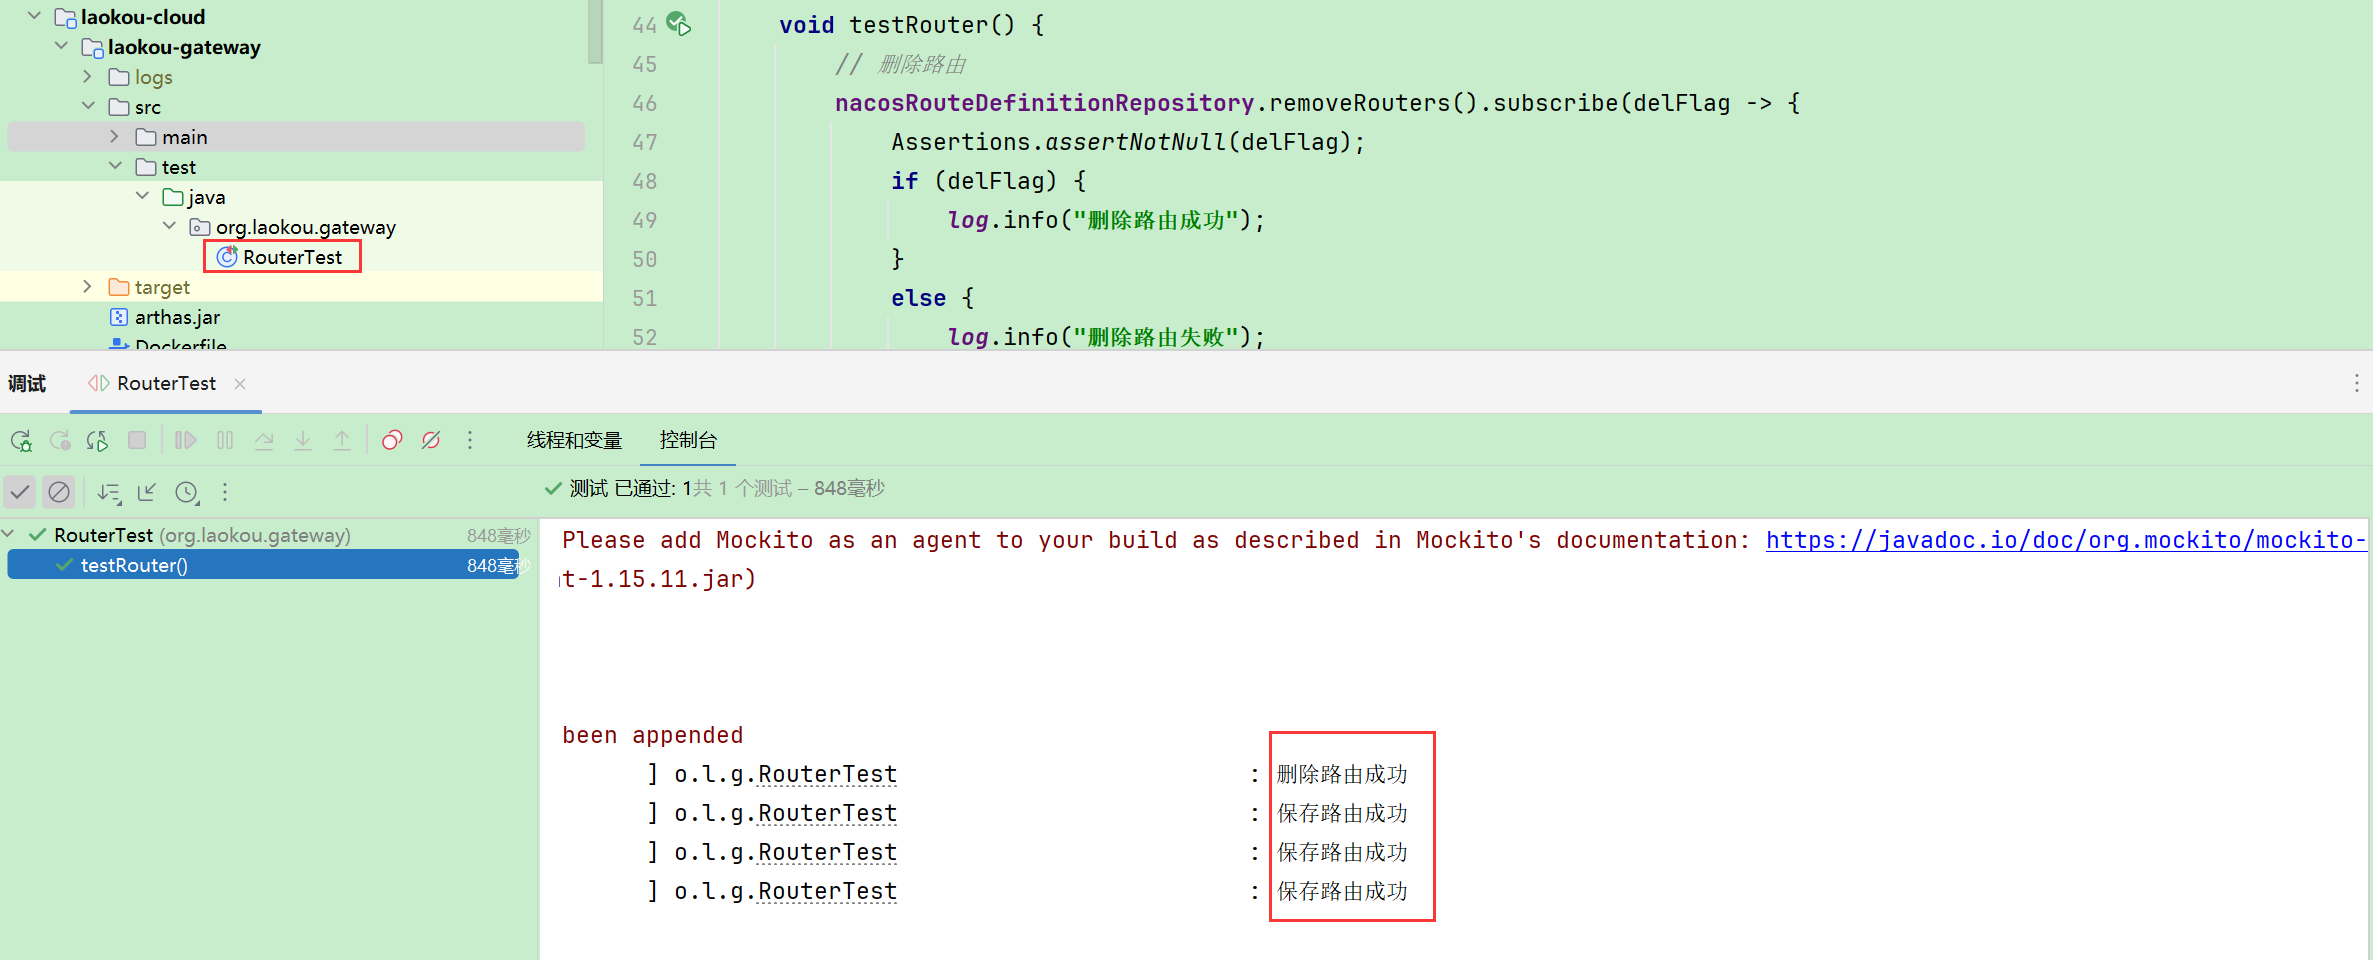 laokou-cloud
laokou-gateway
logs
src
main
test
java
org.laokou.gateway
RouterTest
target
arthas.jar
Dockerfile
44 void testRouter() {
45 // 删除路由
46 nacosRouteDefinitionRepository.removeRouters().subscribe(delFlag -> {
47 Assertions.assertNotNull(delFlag);
48 if (delFlag) {
49 log.info("删除路由成功");
50 }
51 else {
52 log.info("删除路由失败");
调试 RouterTest
线程和变量 控制台
测试 已通过: 1共 1 个测试 – 848毫秒
RouterTest (org.laokou.gateway) 848毫秒
testRouter() 848毫秒
Please add Mockito as an agent to your build as described in Mockito's documentation: https://javadoc.io/doc/org.mockito/mockito-
t-1.15.11.jar)
been appended
] o.l.g.RouterTest : 删除路由成功
] o.l.g.RouterTest : 保存路由成功
] o.l.g.RouterTest : 保存路由成功
] o.l.g.RouterTest : 保存路由成功